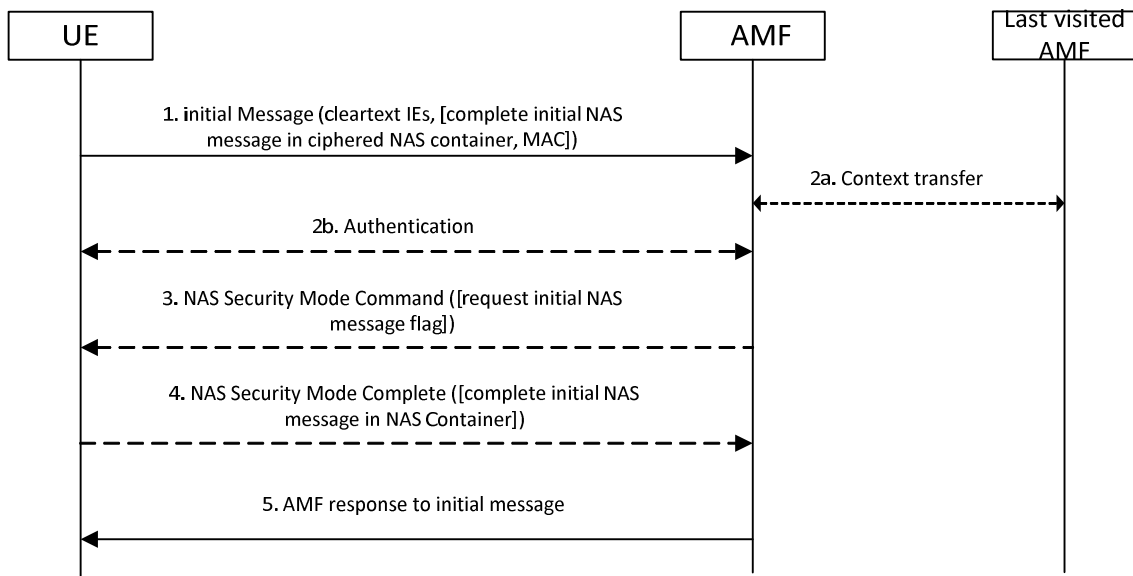 UE
AMF
Last visited
AMF
1. initial Message (cleartext IEs, [complete initial NAS
message in ciphered NAS container, MAC])
2a. Context transfer
2b. Authentication
3. NAS Security Mode Command ([request initial NAS
message flag])
4. NAS Security Mode Complete ([complete initial NAS
message in NAS Container])
5. AMF response to initial message